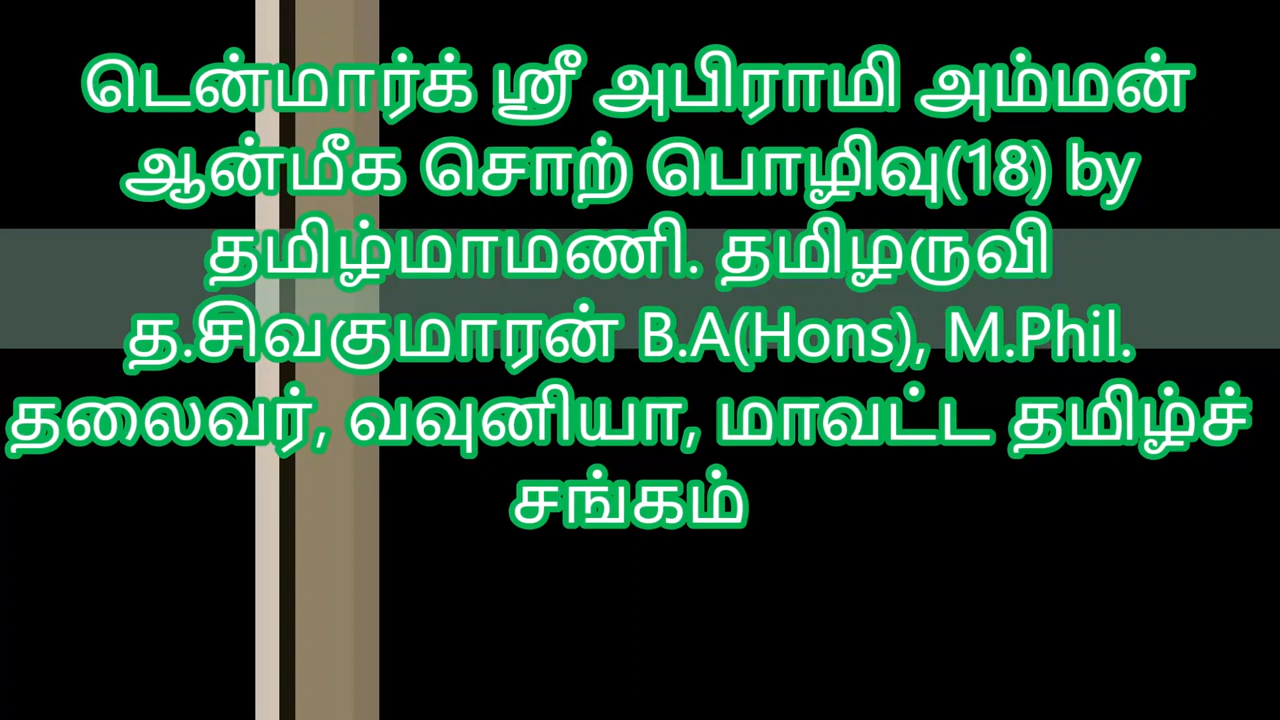 டென்மார்க் ஸ்ரீ அபிராமி அம்மன்
ஆன்மீக சொற் பொழிவு(18) by
தமிழ்மாமணி. தமிழருவி
த.சிவகுமாரன் B.A(Hons), M.Phil.
தலைவர், வவுனியா, மாவட்ட தமிழ்ச்
சங்கம்